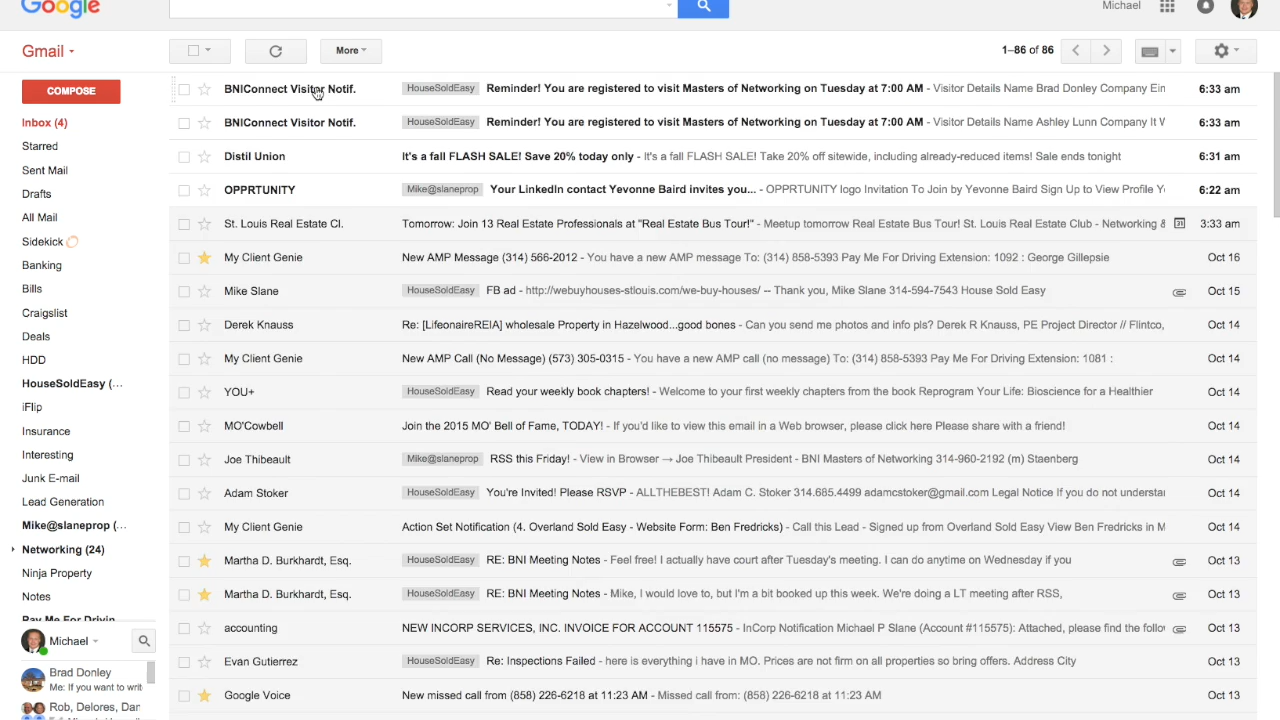 Google
Michael
Gmail
More
1–86 of 86
COMPOSE
Inbox (4)
Starred
Sent Mail
Drafts
All Mail
Sidekick
Banking
Bills
Craigslist
Deals
HDD
HouseSoldEasy (...
iFlip
Insurance
Interesting
Junk E-mail
Lead Generation
Mike@slaneprop (...
Networking (24)
Ninja Property
Notes
Pay Me For Drivin
Michael
Brad Donley
Me: If you want to writ
Rob, Delores, Dar
BNIConnect Visitor Notif. HouseSoldEasy Reminder! You are registered to visit Masters of Networking on Tuesday at 7:00 AM - Visitor Details Name Brad Donley Company Ein 6:33 am
BNIConnect Visitor Notif. HouseSoldEasy Reminder! You are registered to visit Masters of Networking on Tuesday at 7:00 AM - Visitor Details Name Ashley Lunn Company It W 6:33 am
Distil Union It's a fall FLASH SALE! Save 20% today only - It's a fall FLASH SALE! Take 20% off sitewide, including already-reduced items! Sale ends tonight 6:31 am
OPPRTUNITY Mike@slaneprop Your LinkedIn contact Yevonne Baird invites you... - OPPRTUNITY logo Invitation To Join by Yevonne Baird Sign Up to View Profile Y 6:22 am
St. Louis Real Estate Cl. Tomorrow: Join 13 Real Estate Professionals at "Real Estate Bus Tour!" - Meetup tomorrow Real Estate Bus Tour! St. Louis Real Estate Club - Networking & 31 3:33 am
My Client Genie New AMP Message (314) 566-2012 - You have a new AMP message To: (314) 858-5393 Pay Me For Driving Extension: 1092 : George Gillepsie Oct 16
Mike Slane HouseSoldEasy FB ad - http://webuyhouses-stlouis.com/we-buy-houses/ -- Thank you, Mike Slane 314-594-7543 House Sold Easy Oct 15
Derek Knauss Re: [LifeonaireREIA] wholesale Property in Hazelwood...good bones - Can you send me photos and info pls? Derek R Knauss, PE Project Director // Flintco, Oct 14
My Client Genie New AMP Call (No Message) (573) 305-0315 - You have a new AMP call (no message) To: (314) 858-5393 Pay Me For Driving Extension: 1081 : Oct 14
YOU+ HouseSoldEasy Read your weekly book chapters! - Welcome to your first weekly chapters from the book Reprogram Your Life: Bioscience for a Healthier Oct 14
MO'Cowbell Join the 2015 MO' Bell of Fame, TODAY! - If you'd like to view this email in a Web browser, please click here Please share with a friend! Oct 14
Joe Thibeault Mike@slaneprop RSS this Friday! - View in Browser → Joe Thibeault President - BNI Masters of Networking 314-960-2192 (m) Staenberg Oct 14
Adam Stoker HouseSoldEasy You're Invited! Please RSVP - ALLTHEBEST! Adam C. Stoker 314.685.4499 adamcstoker@gmail.com Legal Notice If you do not understa Oct 14
My Client Genie Action Set Notification (4. Overland Sold Easy - Website Form: Ben Fredricks) - Call this Lead - Signed up from Overland Sold Easy View Ben Fredricks in M Oct 14
Martha D. Burkhardt, Esq. HouseSoldEasy RE: BNI Meeting Notes - Feel free! I actually have court after Tuesday's meeting. I can do anytime on Wednesday if you Oct 13
Martha D. Burkhardt, Esq. HouseSoldEasy RE: BNI Meeting Notes - Mike, I would love to, but I'm a bit booked up this week. We're doing a LT meeting after RSS, Oct 13
accounting NEW INCORP SERVICES, INC. INVOICE FOR ACCOUNT 115575 - InCorp Notification Michael P Slane (Account #115575): Attached, please find the follow Oct 13
Evan Gutierrez HouseSoldEasy Re: Inspections Failed - here is everything i have in MO. Prices are not firm on all properties so bring offers. Address City Oct 13
Google Voice New missed call from (858) 226-6218 at 11:23 AM - Missed call from: (858) 226-6218 at 11:23 AM Oct 13